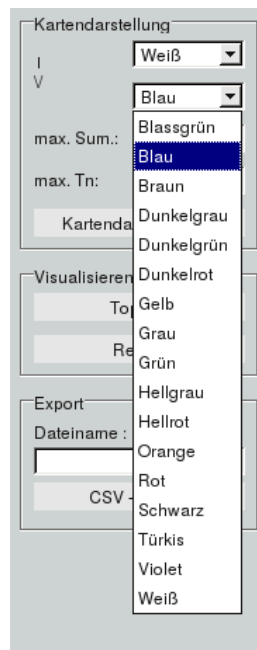 Kartendarstellung
I
Weiß
V
Blau
Blassgrün
max. Sum.:
Blau
max. Tn:
Braun
Dunkelgrau
Kartenda
Dunkelgrün
Visualisieren
Dunkelrot
To
Gelb
Grau
Re
Grün
Hellgrau
Export
Hellrot
Dateiname :
Orange
Rot
CSV -
Schwarz
Türkis
Violet
Weiß